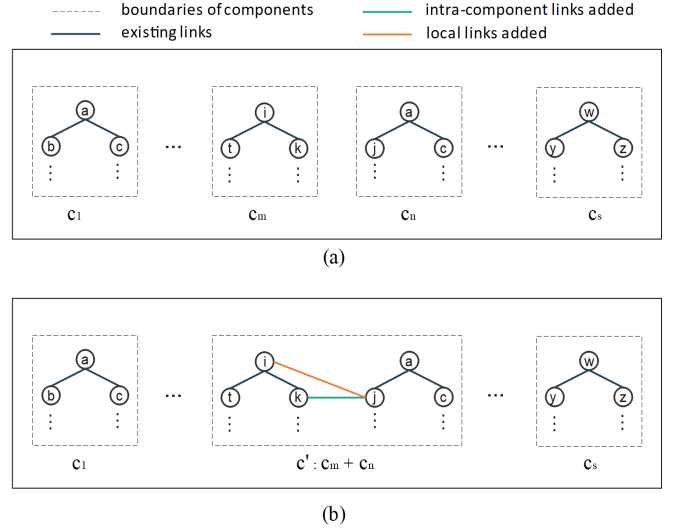 boundaries of components intra-component links added
existing links local links added
a i a w
b c ... t k j c ... y z
c1 cm cn cs
(a)
a i a w
b c ... t k j c ... y z
c1 c' : cm + cn cs
(b)